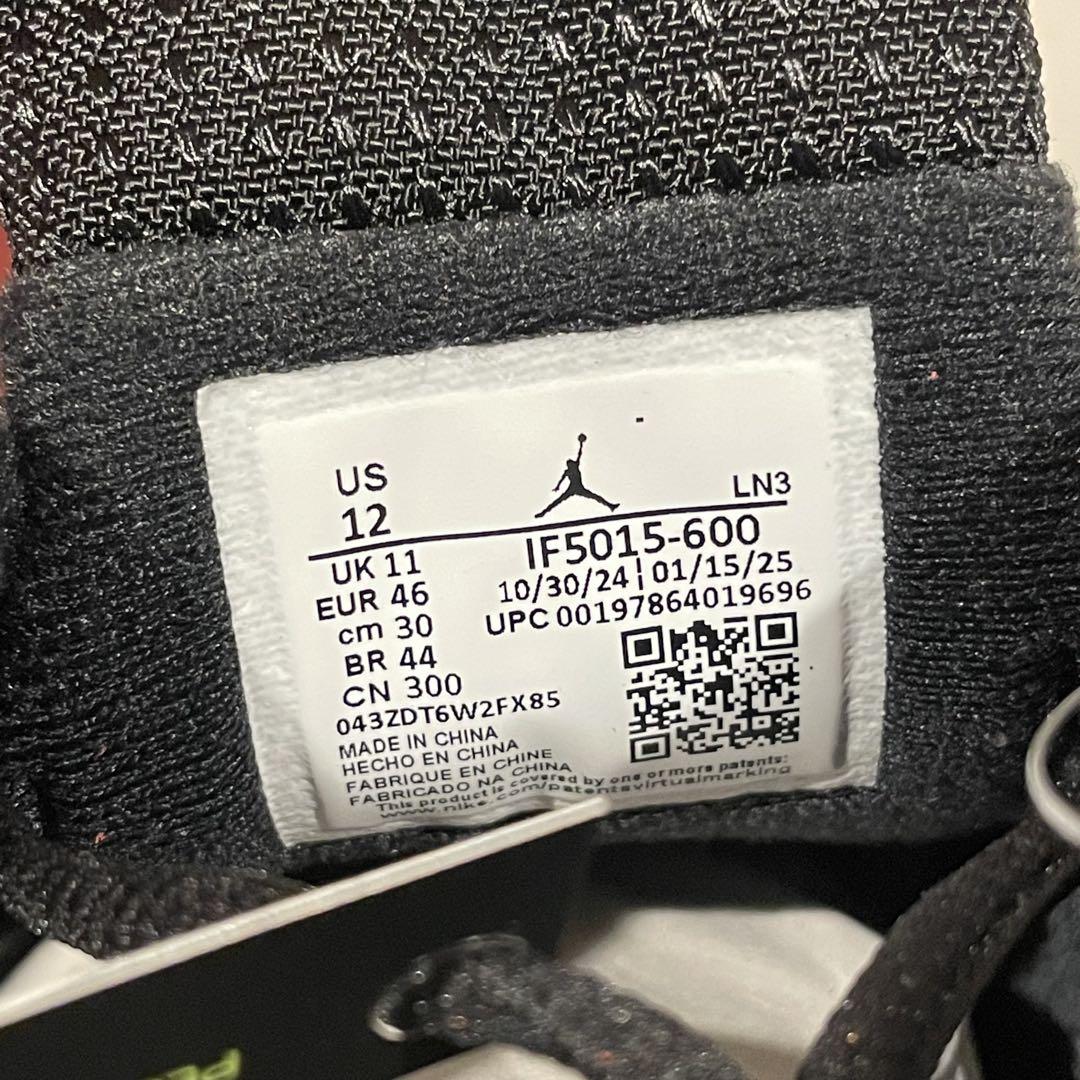 US
12
LN3
UK 11
EUR 46
cm 30
BR 44
CN 300
IF5015-600
10/30/24 ¦ 01/15/25
UPC 00197864019696
043ZDT6W2FX85
MADE IN CHINA
HECHO EN CHINA
FABRIQUE EN CHINE
FABRICADO NA CHINA
This product is covered by one or more patents:
www.nike.com/patentsvirtualmarking